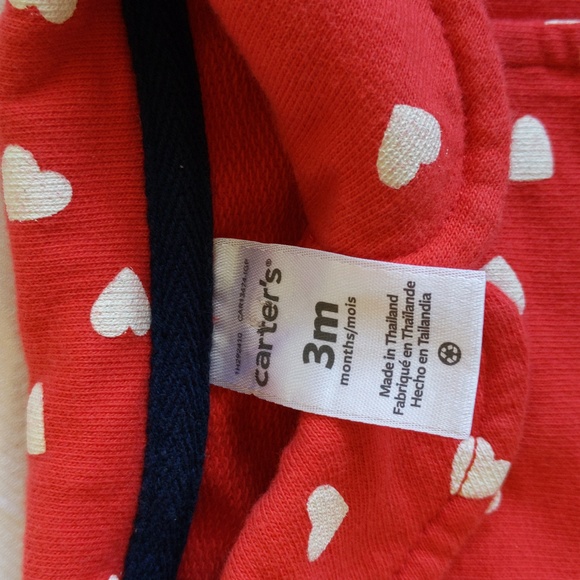 carter's®
3m
months/mois
Made in Thailand
Fabriqué en Thaïlande
Hecho en Tailandia